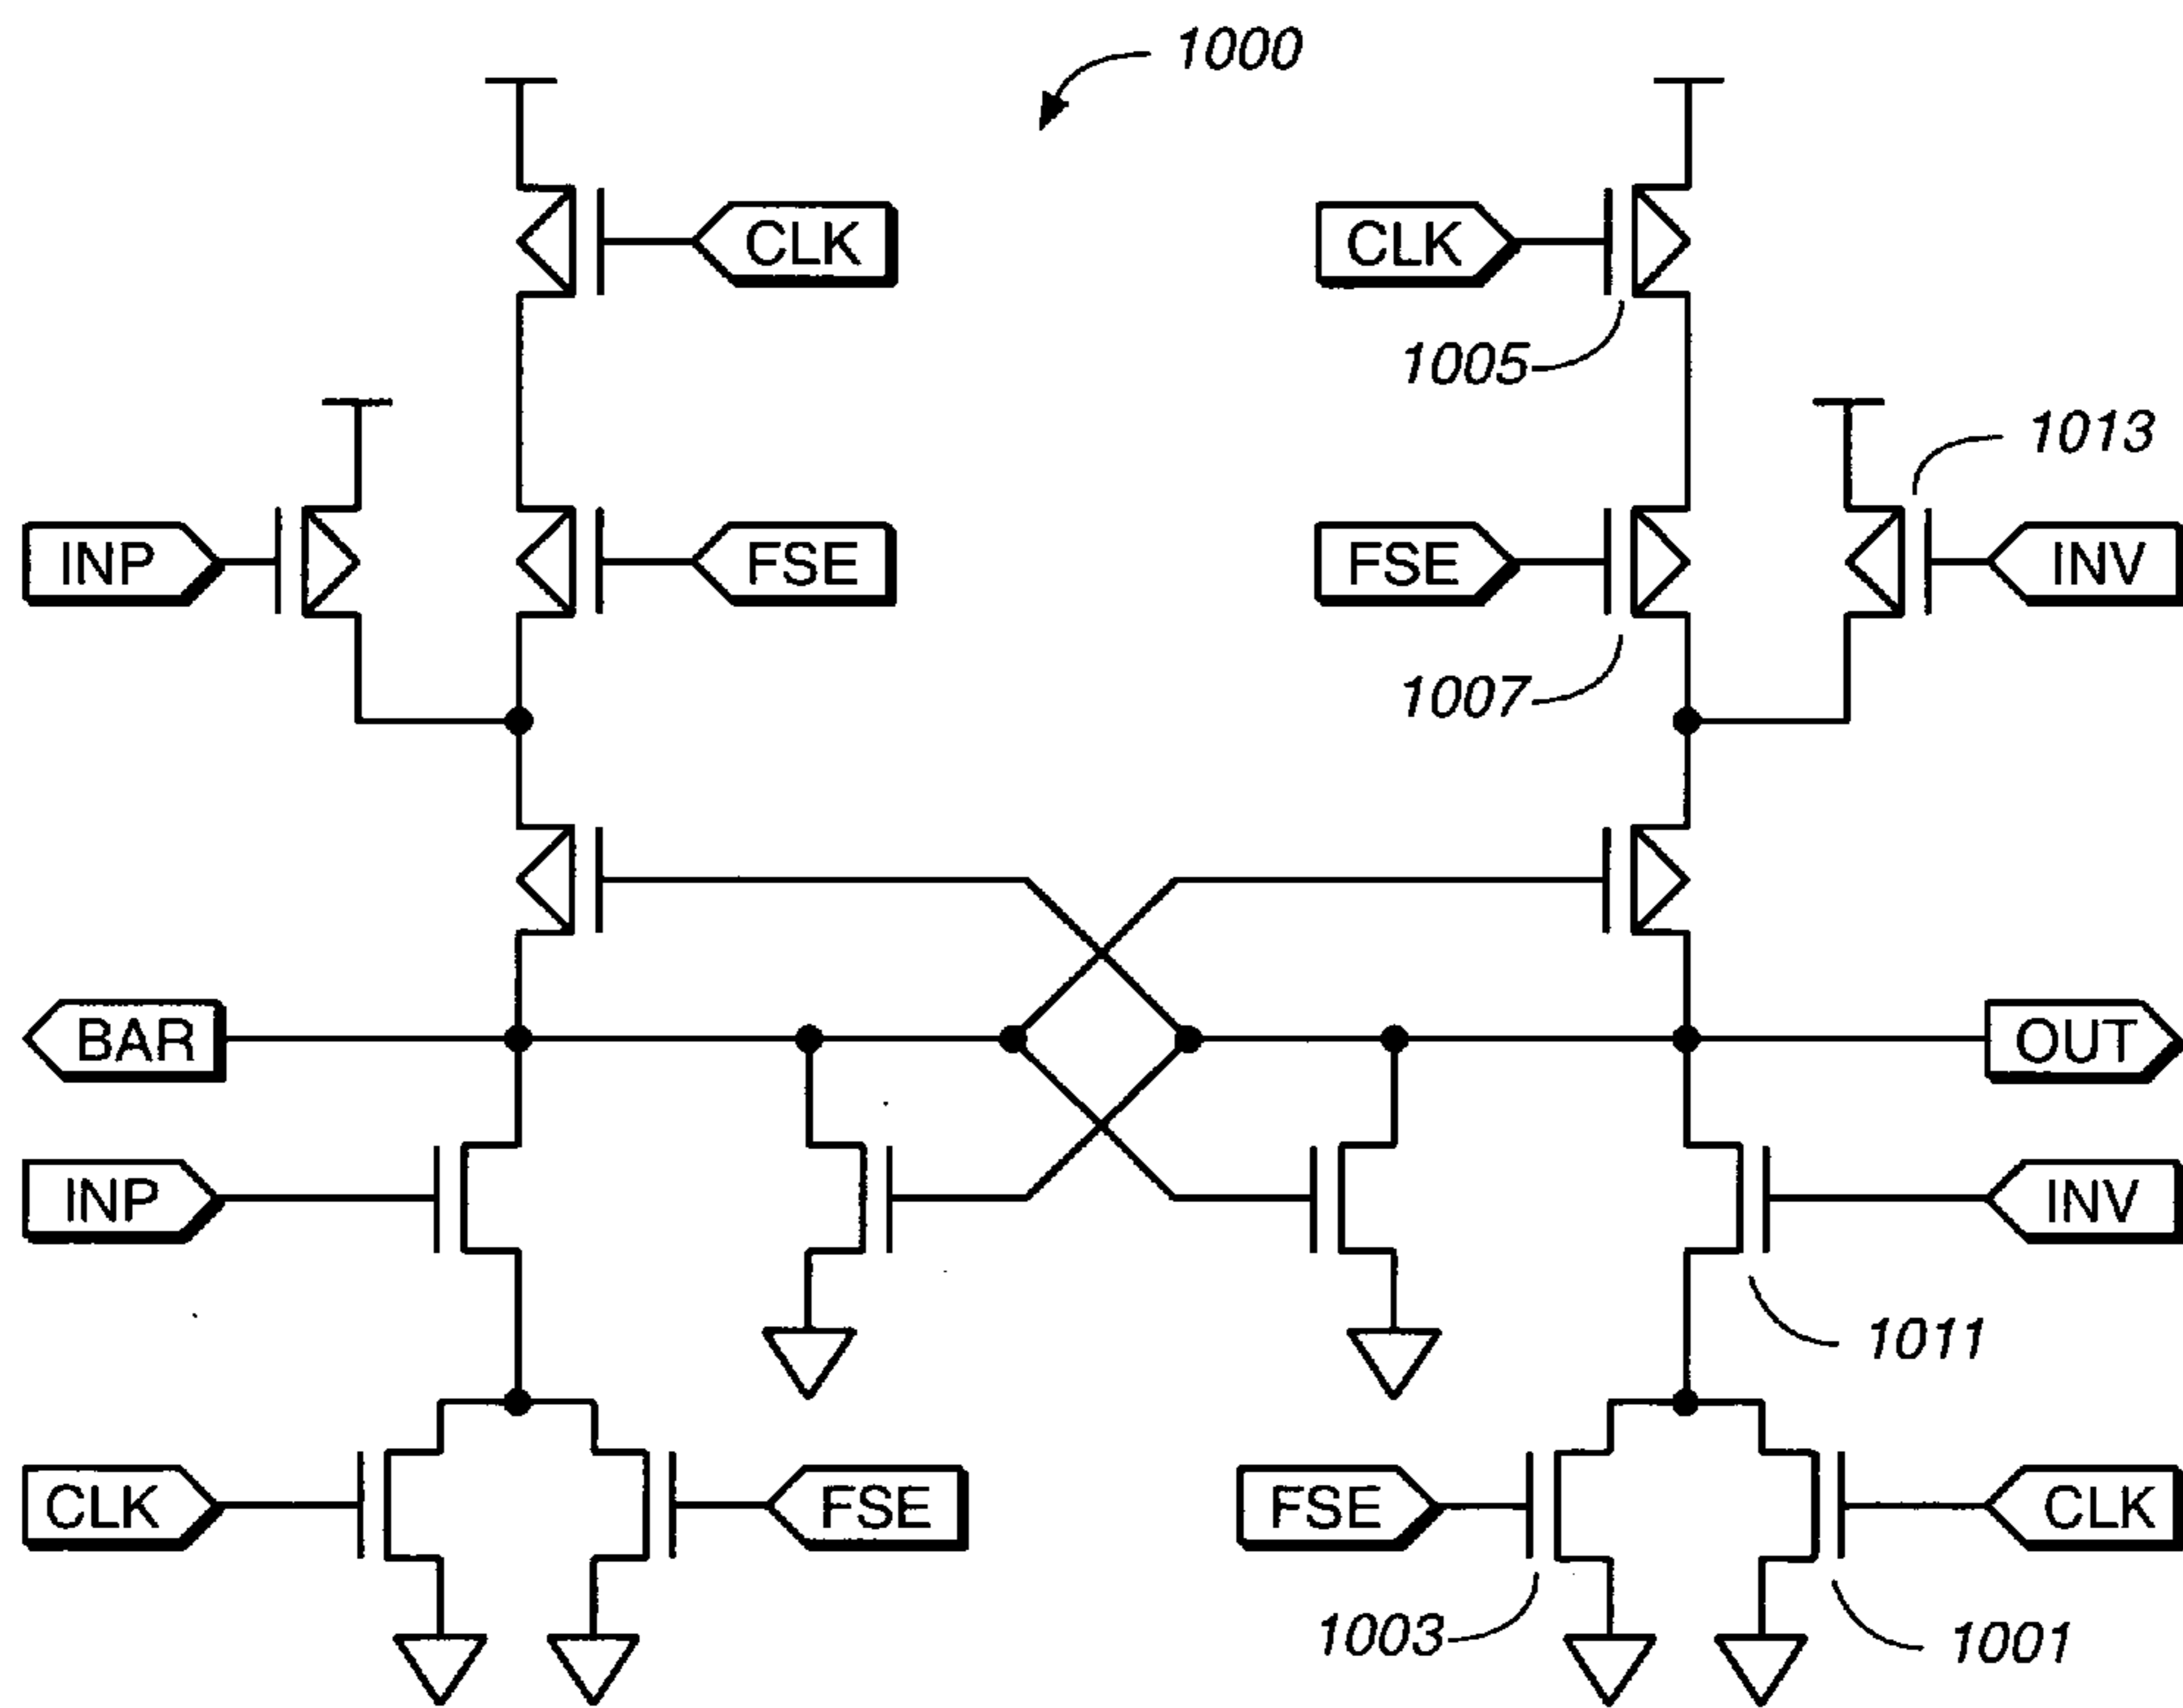 1000
CLK
CLK
1005
1013
INP
FSE
FSE
INV
1007
BAR
OUT
INP
INV
1011
CLK
FSE
FSE
CLK
1003
1001